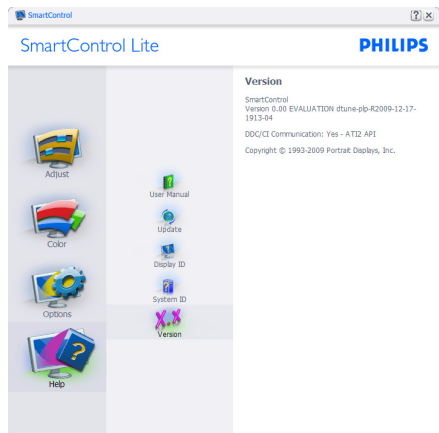 SmartControl
SmartControl Lite
PHILIPS
Adjust
Color
Options
Help
User Manual
Update
Display ID
System ID
X.X
Version
Version
SmartControl
Version 0.00 EVALUATION dtune-plp-R2009-12-17-
1913-04
DDC/CI Communication: Yes - ATI2 API
Copyright © 1993-2009 Portrait Displays, Inc.